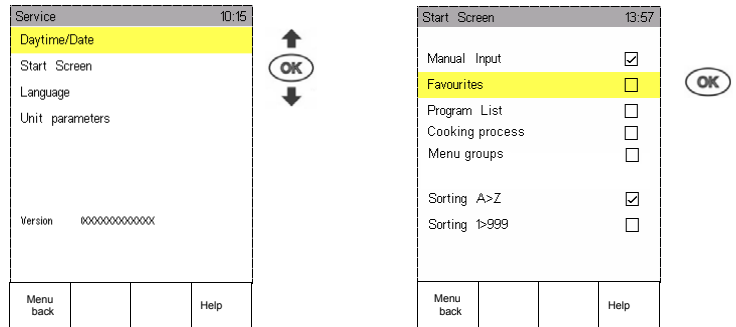 Service 10:15
Daytime/Date
Start Screen
Language
Unit parameters
Menu back
Help
OK
Start Screen 13:57
Manual Input
Favourites
Program List
Cooking process
Menu groups
Sorting A>Z
Sorting 1>999
Menu back
Help
OK